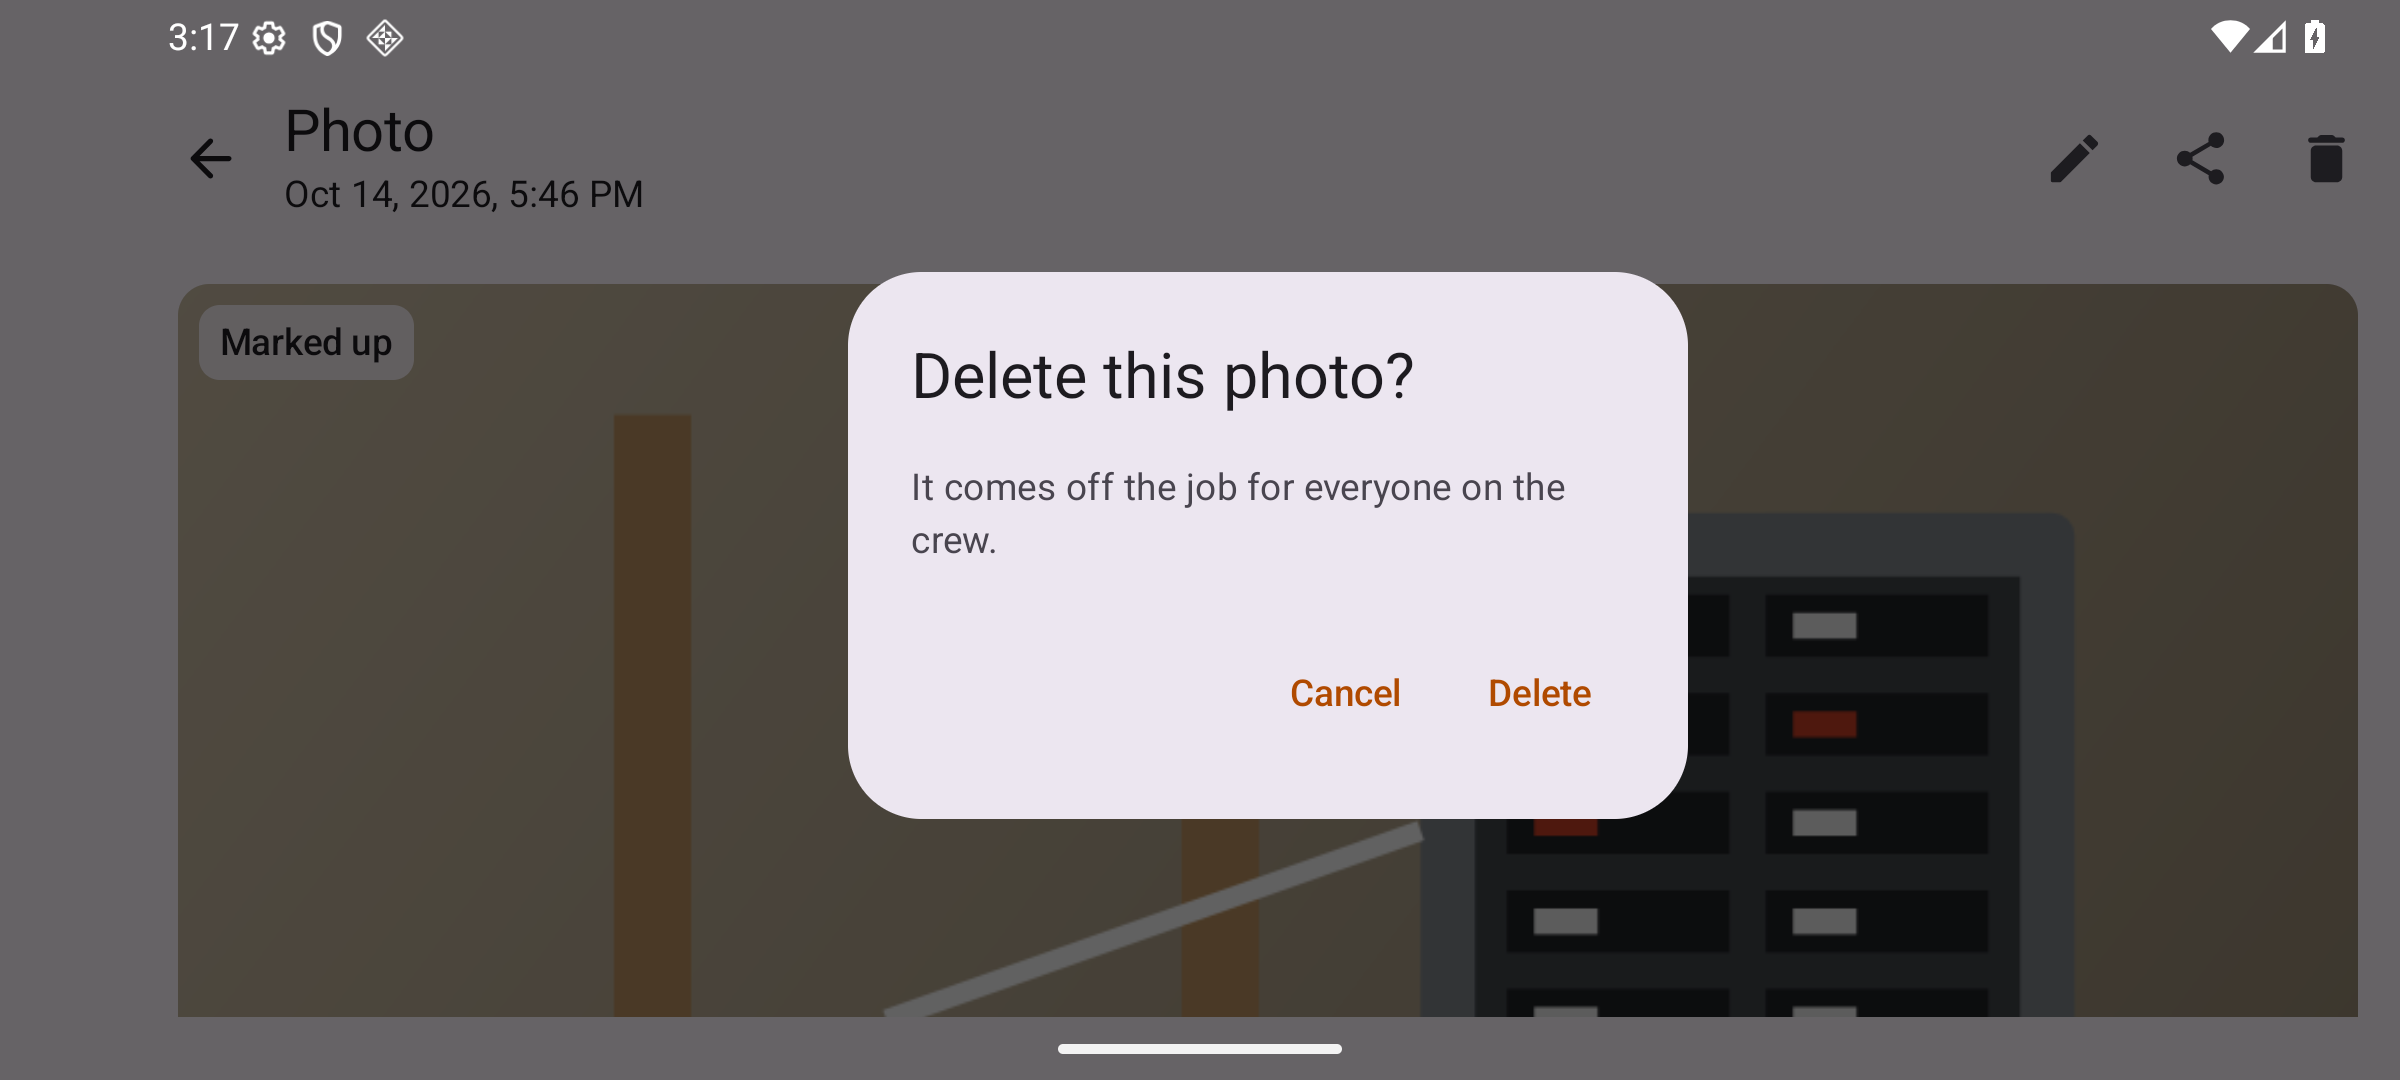 3:17
Photo
Oct 14, 2026, 5:46 PM
Marked up
Delete this photo?
It comes off the job for everyone on the
crew.
Cancel Delete